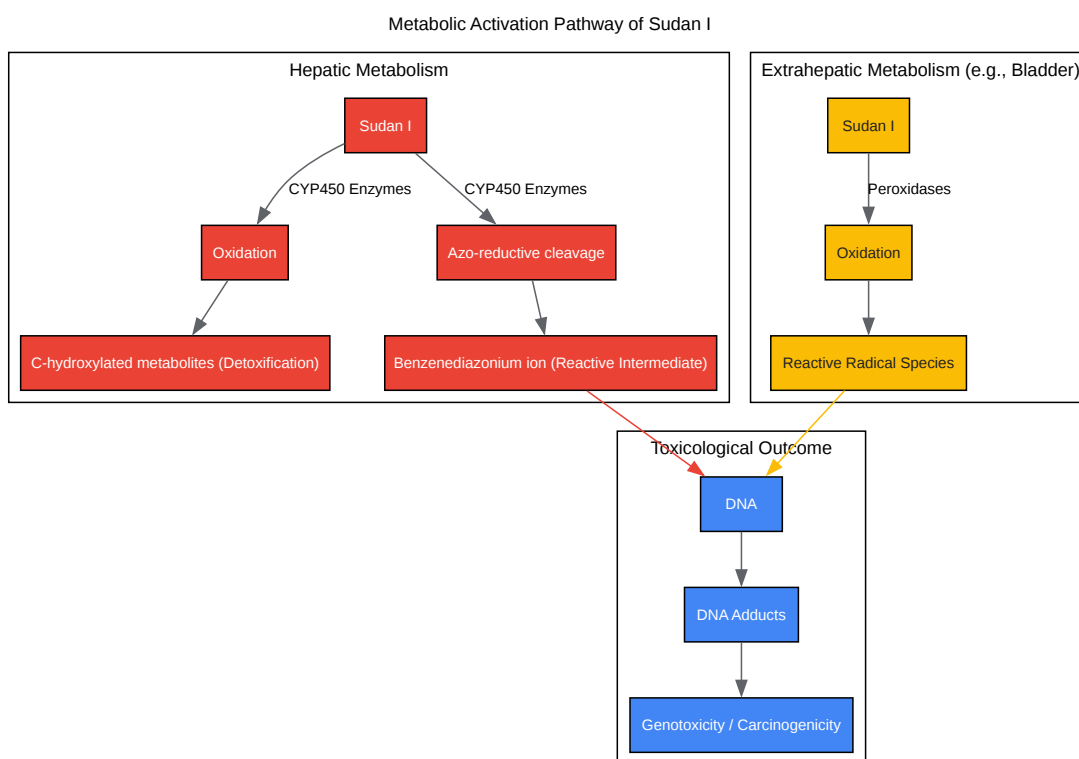 Metabolic Activation Pathway of Sudan I
Hepatic Metabolism
Sudan I
CYP450 Enzymes
CYP450 Enzymes
Oxidation
Azo-reductive cleavage
C-hydroxylated metabolites (Detoxification)
Benzenediazonium ion (Reactive Intermediate)
Extrahepatic Metabolism (e.g., Bladder)
Sudan I
Peroxidases
Oxidation
Reactive Radical Species
Toxicological Outcome
DNA
DNA Adducts
Genotoxicity / Carcinogenicity